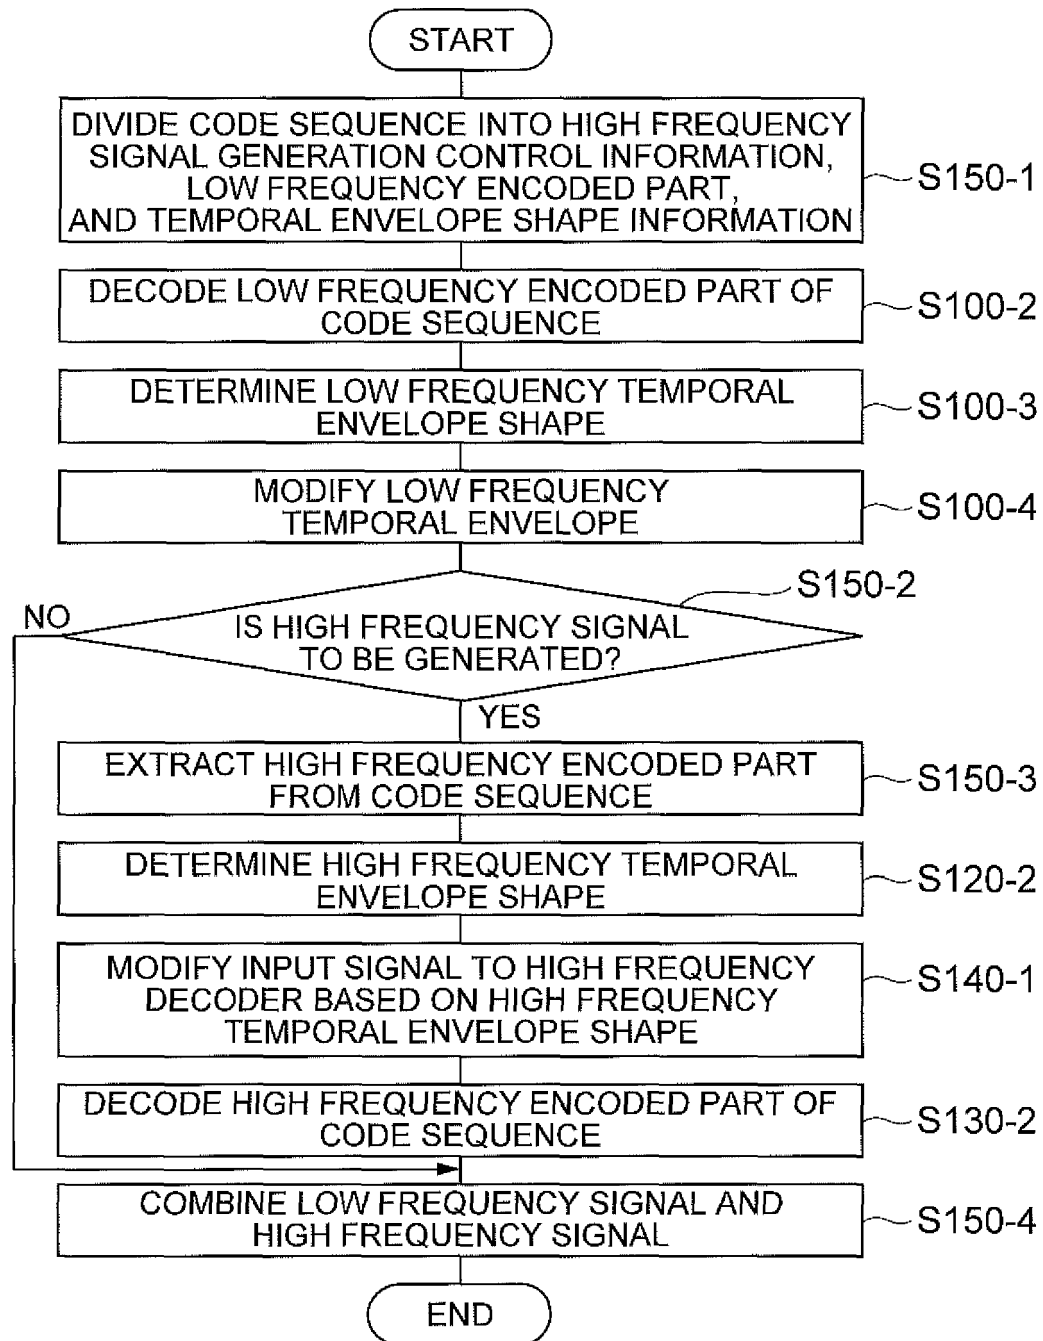 START
DIVIDE CODE SEQUENCE INTO HIGH FREQUENCY
SIGNAL GENERATION CONTROL INFORMATION,
LOW FREQUENCY ENCODED PART,
AND TEMPORAL ENVELOPE SHAPE INFORMATION
S150-1
DECODE LOW FREQUENCY ENCODED PART OF
CODE SEQUENCE
S100-2
DETERMINE LOW FREQUENCY TEMPORAL
ENVELOPE SHAPE
S100-3
MODIFY LOW FREQUENCY
TEMPORAL ENVELOPE
S100-4
S150-2
NO
IS HIGH FREQUENCY SIGNAL
TO BE GENERATED?
YES
EXTRACT HIGH FREQUENCY ENCODED PART
FROM CODE SEQUENCE
S150-3
DETERMINE HIGH FREQUENCY TEMPORAL
ENVELOPE SHAPE
S120-2
MODIFY INPUT SIGNAL TO HIGH FREQUENCY
DECODER BASED ON HIGH FREQUENCY
TEMPORAL ENVELOPE SHAPE
S140-1
DECODE HIGH FREQUENCY ENCODED PART OF
CODE SEQUENCE
S130-2
COMBINE LOW FREQUENCY SIGNAL AND
HIGH FREQUENCY SIGNAL
S150-4
END